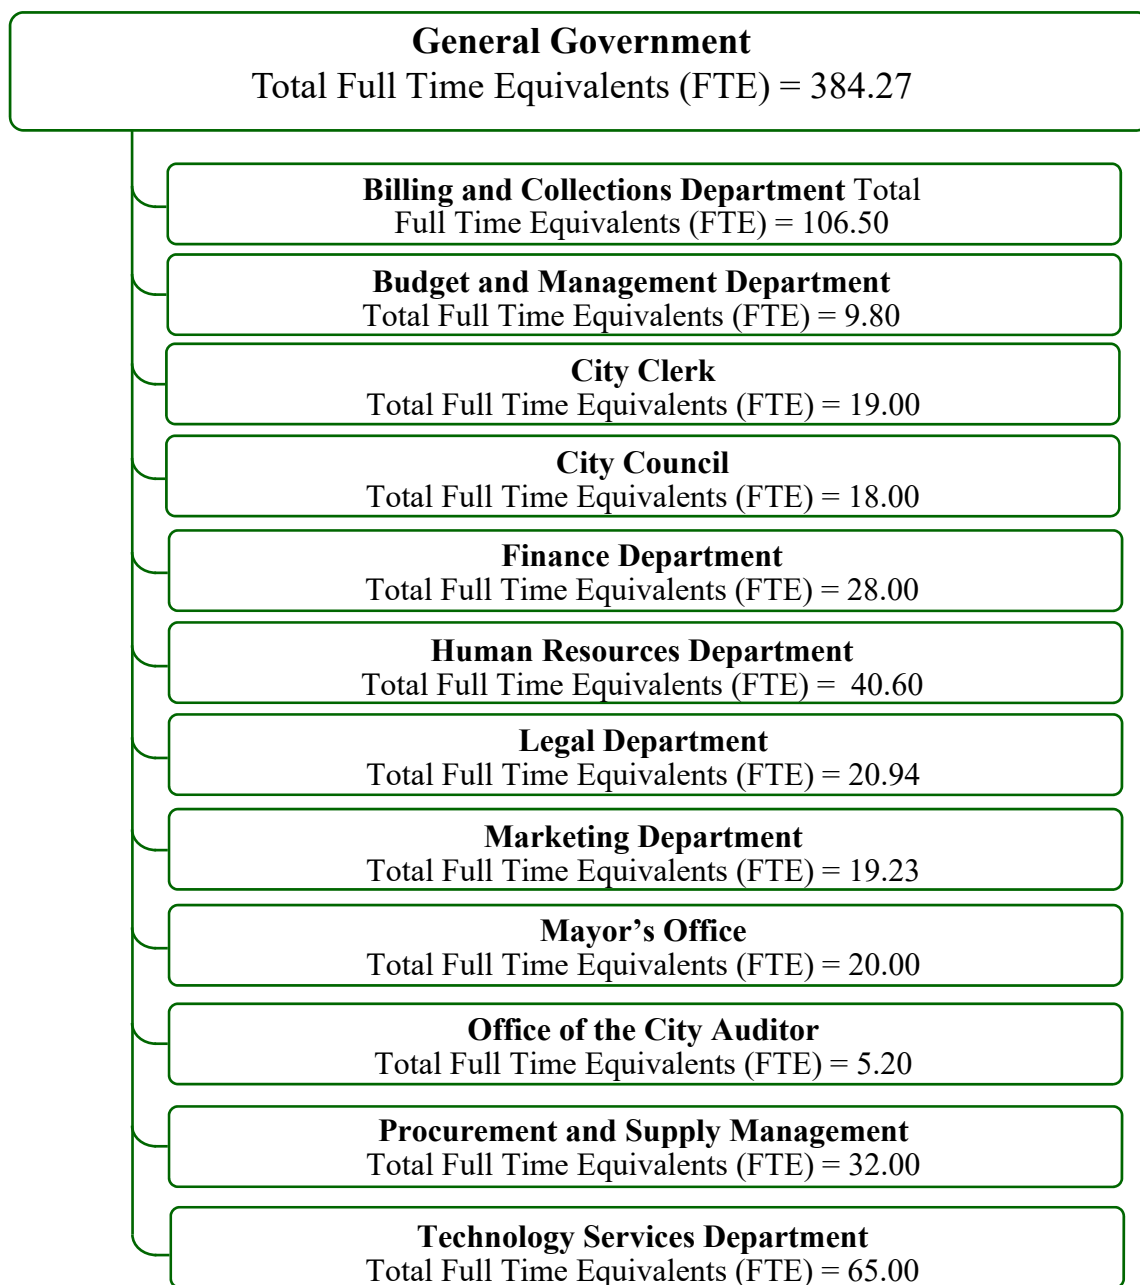 General Government
Total Full Time Equivalents (FTE) = 384.27
Billing and Collections Department Total
Full Time Equivalents (FTE) = 106.50
Budget and Management Department
Total Full Time Equivalents (FTE) = 9.80
City Clerk
Total Full Time Equivalents (FTE) = 19.00
City Council
Total Full Time Equivalents (FTE) = 18.00
Finance Department
Total Full Time Equivalents (FTE) = 28.00
Human Resources Department
Total Full Time Equivalents (FTE) =  40.60
Legal Department
Total Full Time Equivalents (FTE) = 20.94
Marketing Department
Total Full Time Equivalents (FTE) = 19.23
Mayor’s Office
Total Full Time Equivalents (FTE) = 20.00
Office of the City Auditor
Total Full Time Equivalents (FTE) = 5.20
Procurement and Supply Management
Total Full Time Equivalents (FTE) = 32.00
Technology Services Department
Total Full Time Equivalents (FTE) = 65.00